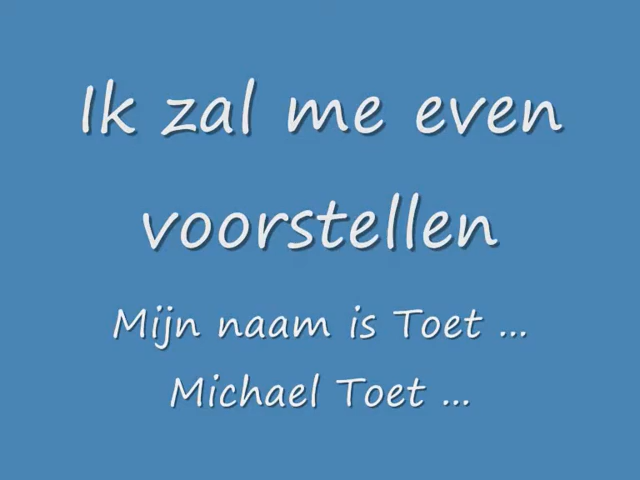 Ik zal me even
voorstellen
Mijn naam is Toet ...
Michael Toet ...